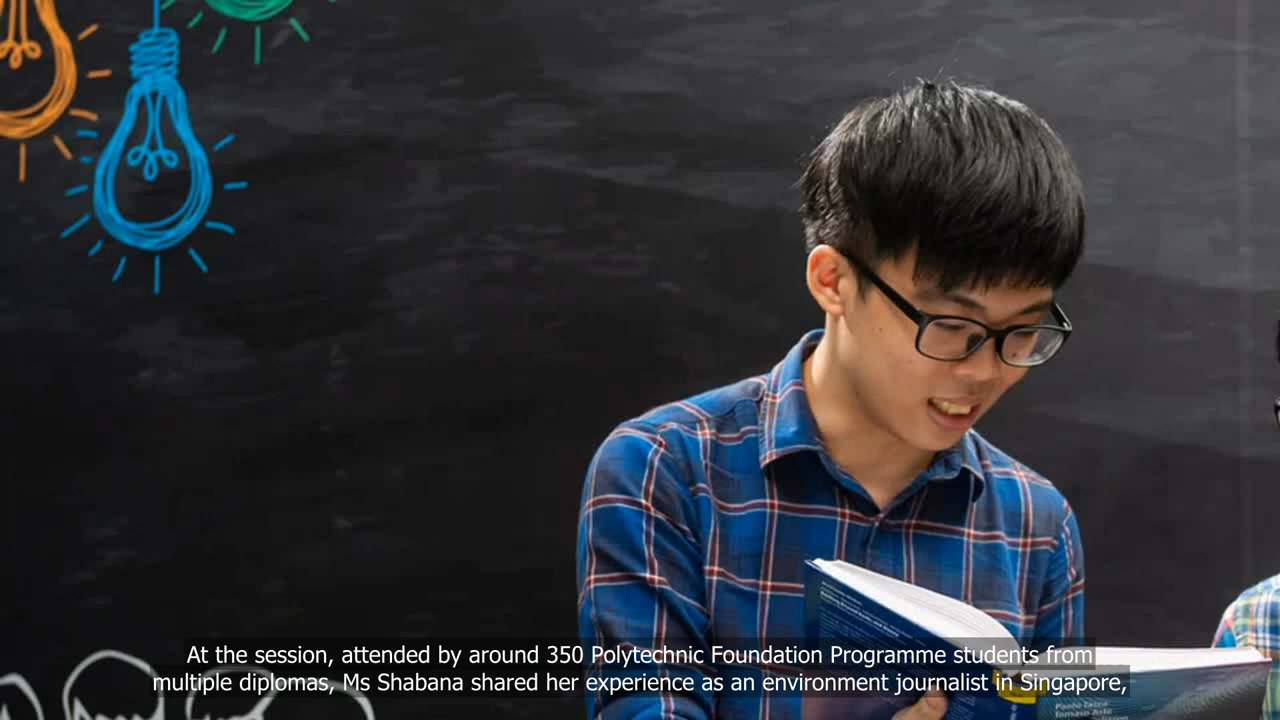 At the session, attended by around 350 Polytechnic Foundation Programme students from
multiple diplomas, Ms Shabana shared her experience as an environment journalist in Singapore,